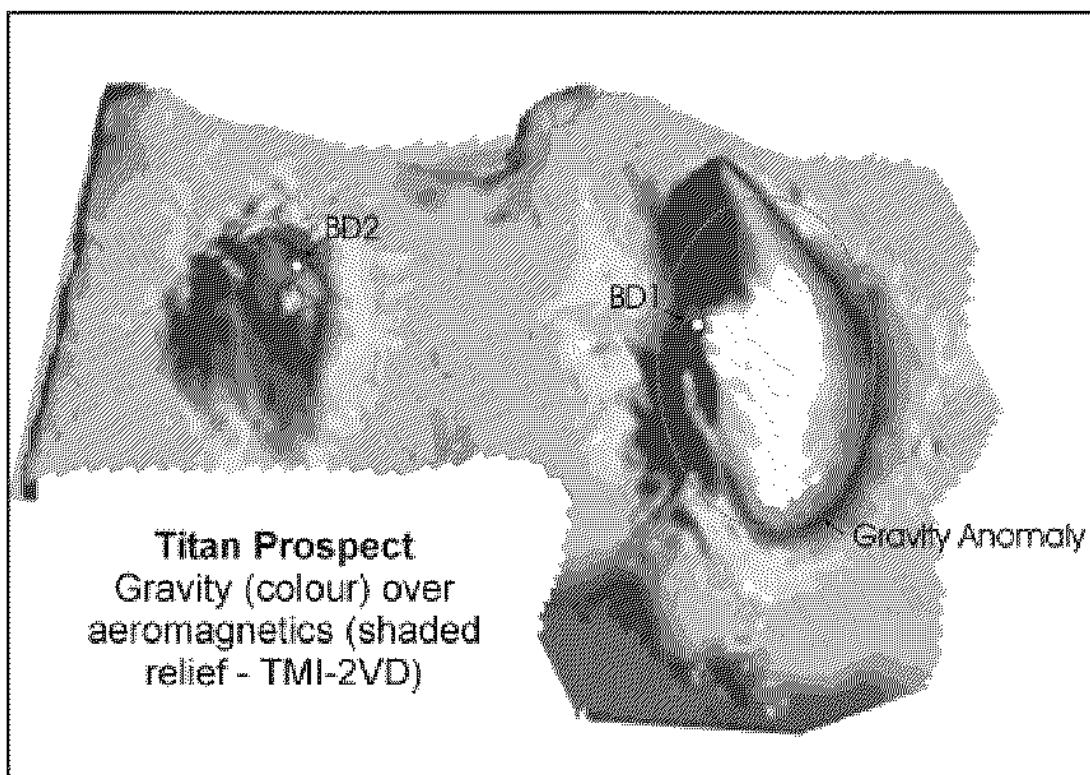 BD2
BD1
Gravity Anomaly
Titan Prospect
Gravity (colour) over
aeromagnetics (shaded
relief - TMI-2VD)